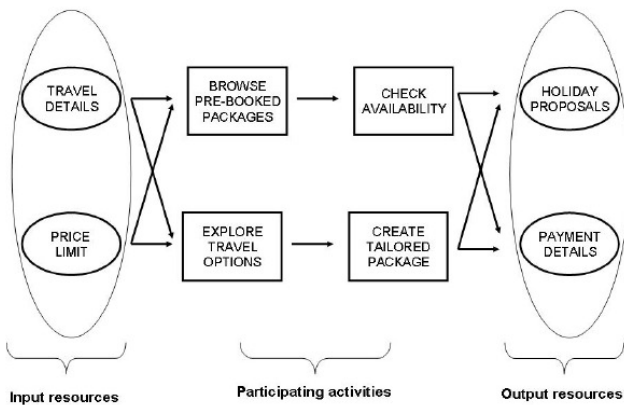 TRAVEL
DETAILS
BROWSE
PRE-BOOKED
PACKAGES
CHECK
AVAILABILITY
HOLIDAY
PROPOSALS
PRICE
LIMIT
EXPLORE
TRAVEL
OPTIONS
CREATE
TAILORED
PACKAGE
PAYMENT
DETAILS
Input resources
Participating activities
Output resources